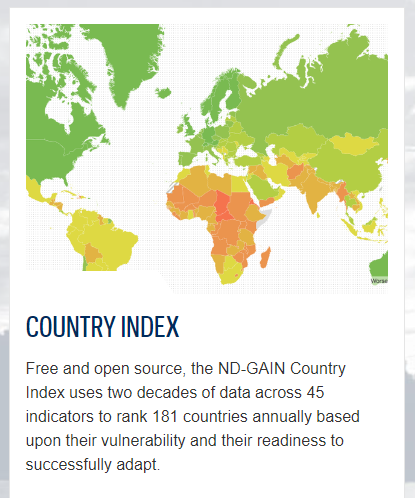 Worse
COUNTRY INDEX
Free and open source, the ND-GAIN Country
Index uses two decades of data across 45
indicators to rank 181 countries annually based
upon their vulnerability and their readiness to
successfully adapt.